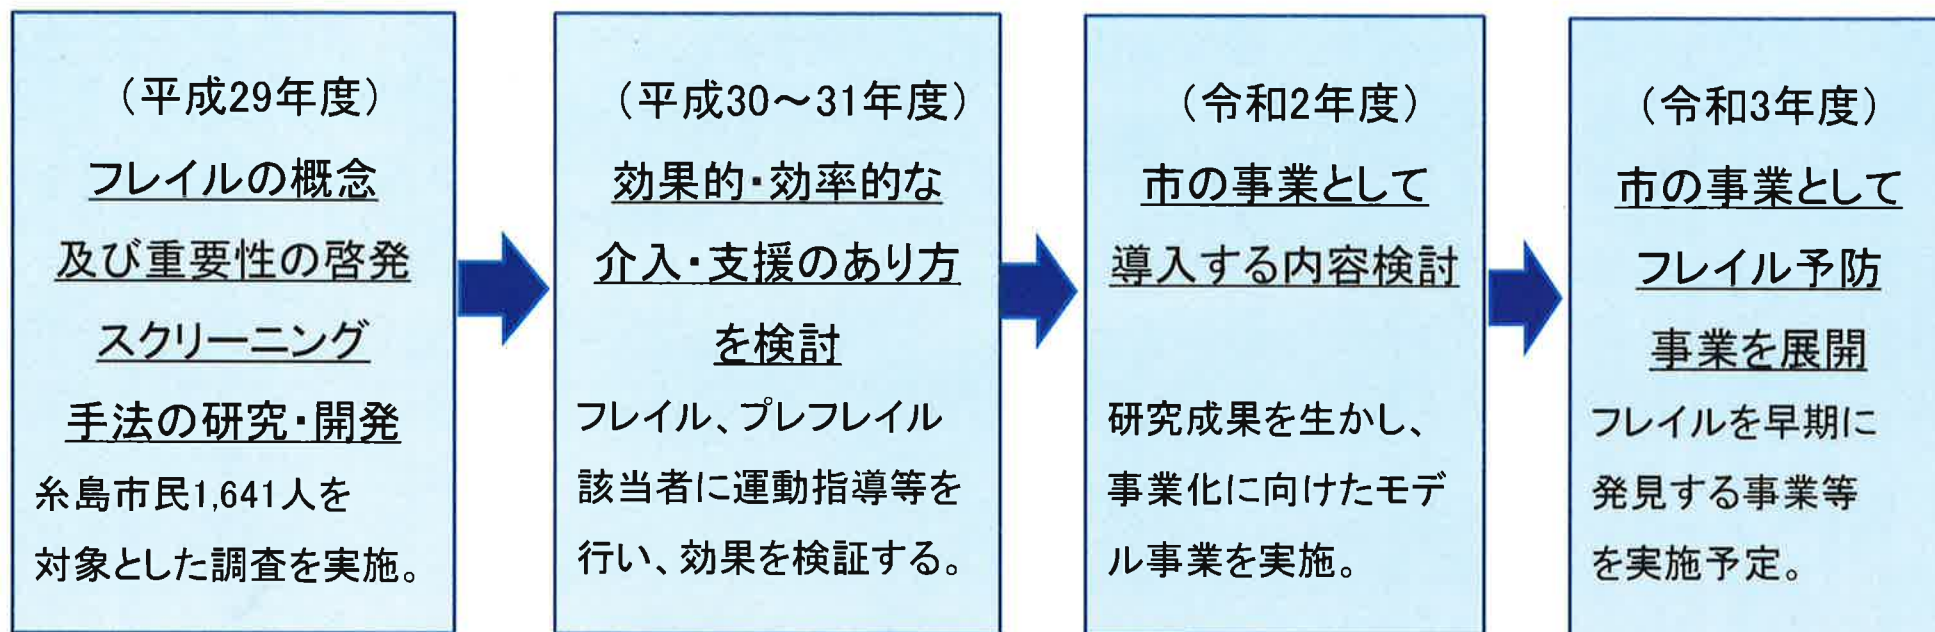 (平成29年度)
フレイルの概念
及び重要性の啓発
スクリーニング
手法の研究・開発
糸島市民1,641人を
対象とした調査を実施。
(平成30～31年度)
効果的・効率的な
介入・支援のあり方
を検討
フレイル、プレフレイル
該当者に運動指導等を
行い、効果を検証する。
(令和2年度)
市の事業として
導入する内容検討
研究成果を生かし、
事業化に向けたモデ
ル事業を実施。
(令和3年度)
市の事業として
フレイル予防
事業を展開
フレイルを早期に
発見する事業等
を実施予定。